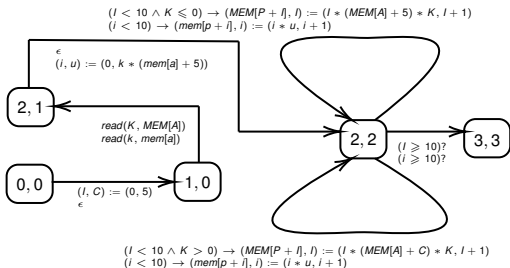 (I < 10 ∧ K ⩽ 0) → (MEM[P + I], I) := (I * (MEM[A] + 5) * K, I + 1)
(i < 10) → (mem[p + i], i) := (i * u, i + 1)
ϵ
(i, u) := (0, k * (mem[a] + 5))
2, 1
read(K, MEM[A])
read(k, mem[a])
2, 2
3, 3
(I ⩾ 10)?
(i ⩾ 10)?
0, 0
1, 0
(I, C) := (0, 5)
ϵ
(I < 10 ∧ K > 0) → (MEM[P + I], I) := (I * (MEM[A] + C) * K, I + 1)
(i < 10) → (mem[p + i], i) := (i * u, i + 1)